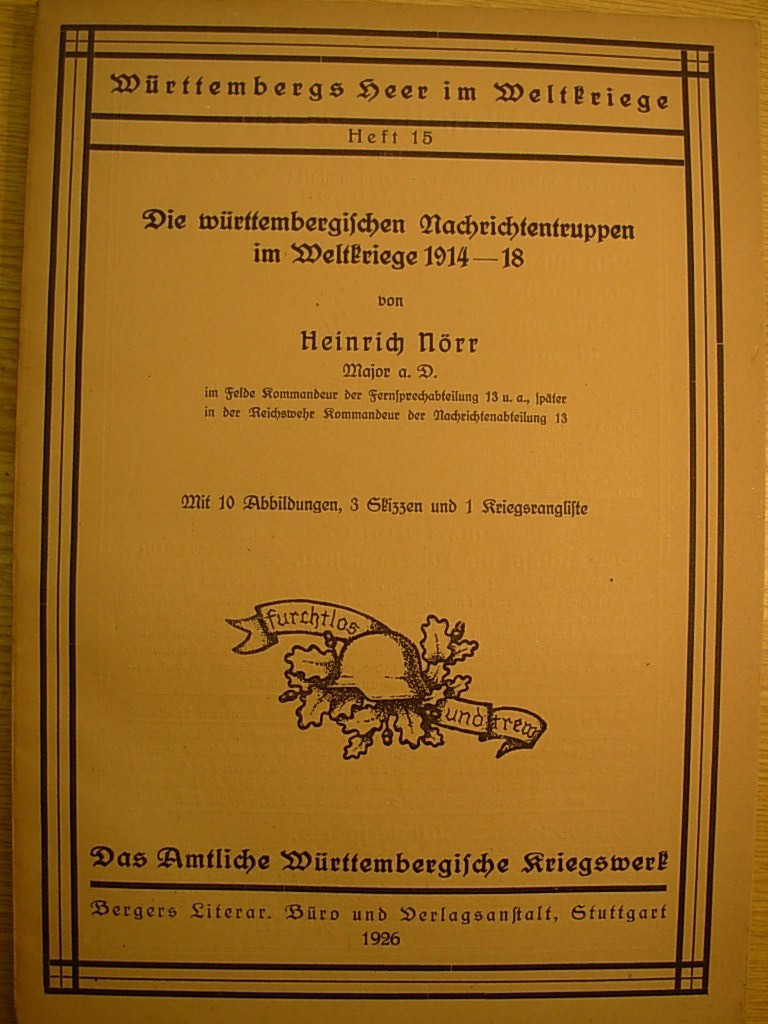 Württembergs Heer im Weltkriege
Heft 15
Die württembergiſchen Nachrichtentruppen
im Weltkriege 1914—18
von
Heinrich Nörr
Major a. D.
im Felde Kommandeur der Fernſprechabteilung 13 u. a., ſpäter
in der Reichswehr Kommandeur der Nachrichtenabteilung 13
Mit 10 Abbildungen, 3 Skizzen und 1 Kriegsrangliſte
furchtlos
und trew
Das Amtliche Württembergiſche Kriegswerk
Bergers Literar. Büro und Verlagsanſtalt, Stuttgart
1926